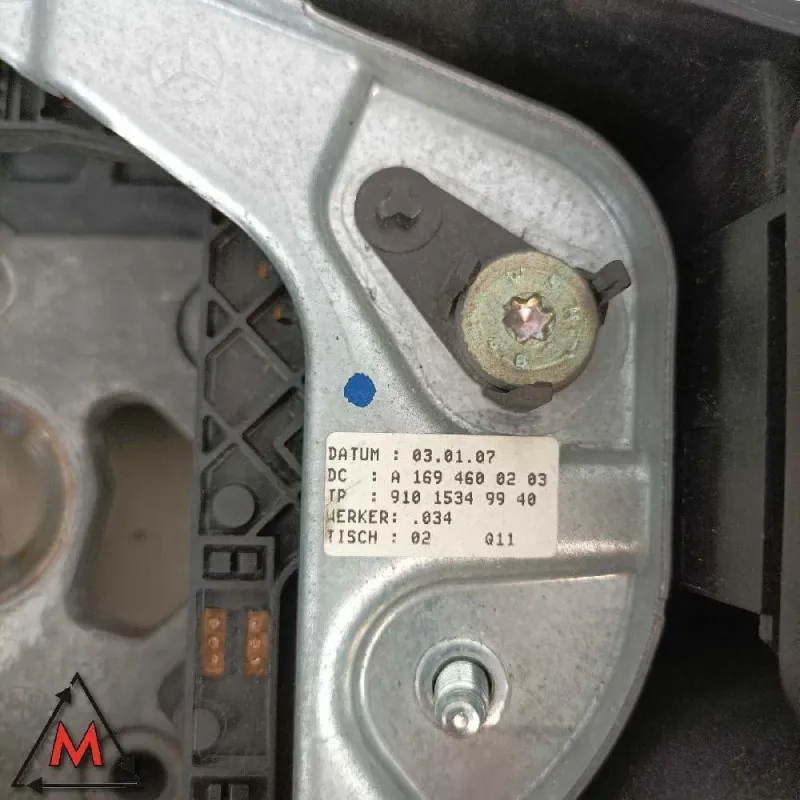 DATUM : 03.01.07
DC : A 169 460 02 03
TP : 910 1534 99 40
WERKER: .034
TISCH : 02 Q11
M